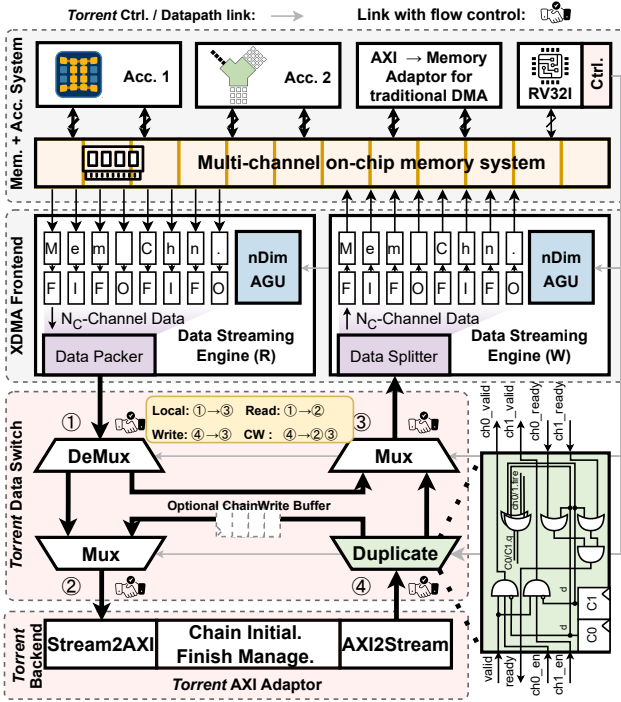 Torrent Ctrl. / Datapath link:
Link with flow control:
Mem. + Acc. System
Acc. 1
Acc. 2
AXI → Memory
Adaptor for
traditional DMA
RV32I
Ctrl.
Multi-channel on-chip memory system
XDMA Frontend
M e m C h n .
F I F O F I F O
nDim
AGU
N_C-Channel Data
Data Packer
Data Streaming
Engine (R)
M e m C h n .
F I F O F I F O
nDim
AGU
N_C-Channel Data
Data Splitter
Data Streaming
Engine (W)
Torrent Data Switch
①
Local: ①→③ Read: ①→②
Write: ④→③ CW : ④→②③
③
DeMux
Mux
Optional ChainWrite Buffer
Mux
Duplicate
②
④
ch0_valid
ch1_valid
ch0_ready
ch1_ready
ch0/1.fire
C0/C1.q
d
d
C1
C0
valid
ready
ch0_en
ch1_en
Torrent
Backend
Stream2AXI
Chain Initial.
Finish Manage.
AXI2Stream
Torrent AXI Adaptor